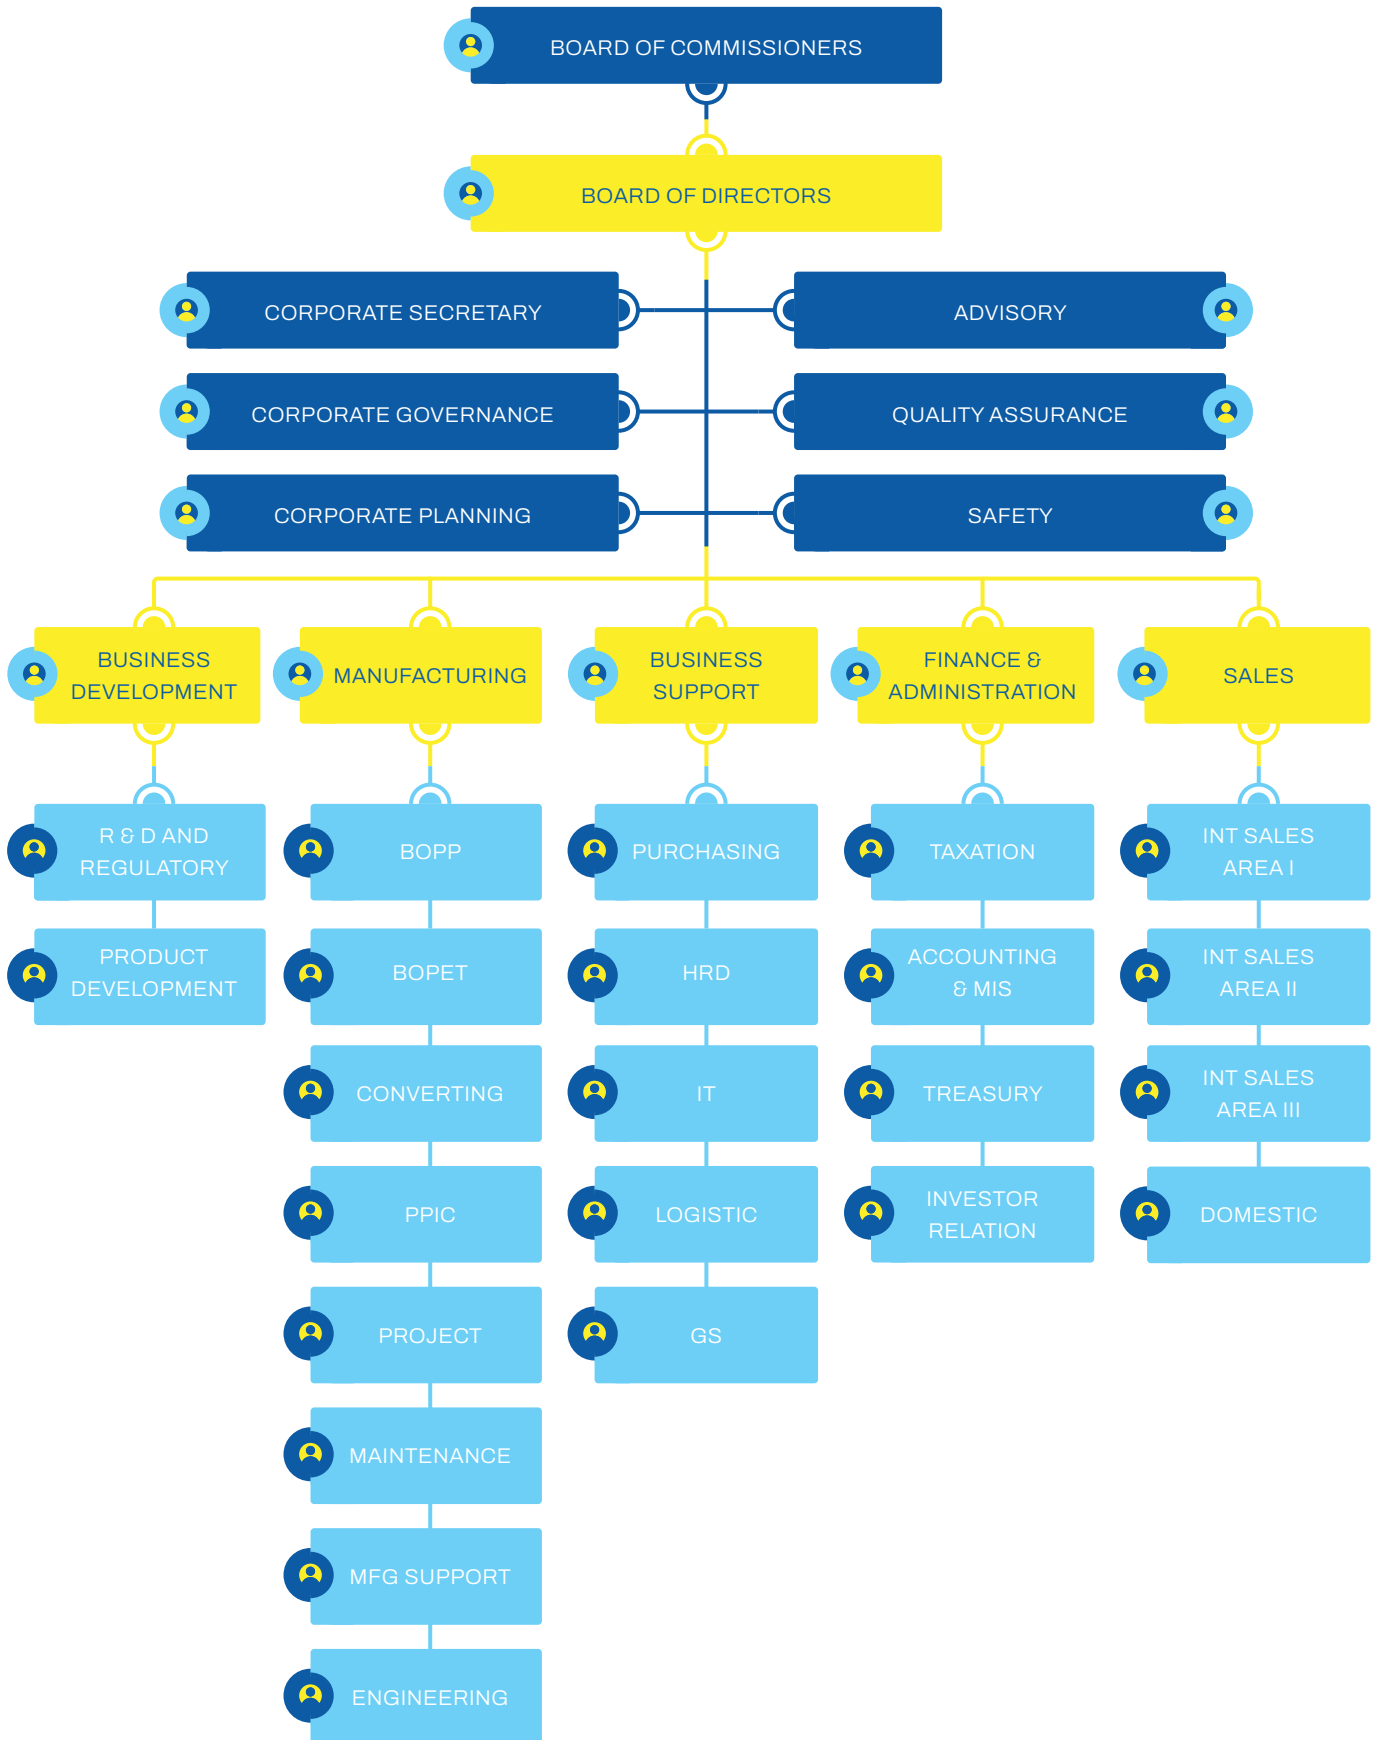 BOARD OF COMMISSIONERS
BOARD OF DIRECTORS
CORPORATE SECRETARY
ADVISORY
CORPORATE GOVERNANCE
QUALITY ASSURANCE
CORPORATE PLANNING
SAFETY
BUSINESS
DEVELOPMENT
MANUFACTURING
BUSINESS
SUPPORT
FINANCE &
ADMINISTRATION
SALES
R & D AND
REGULATORY
PRODUCT
DEVELOPMENT
BOPP
BOPET
CONVERTING
PPIC
PROJECT
MAINTENANCE
MFG SUPPORT
ENGINEERING
PURCHASING
HRD
IT
LOGISTIC
GS
TAXATION
ACCOUNTING
& MIS
TREASURY
INVESTOR
RELATION
INT SALES
AREA I
INT SALES
AREA II
INT SALES
AREA III
DOMESTIC